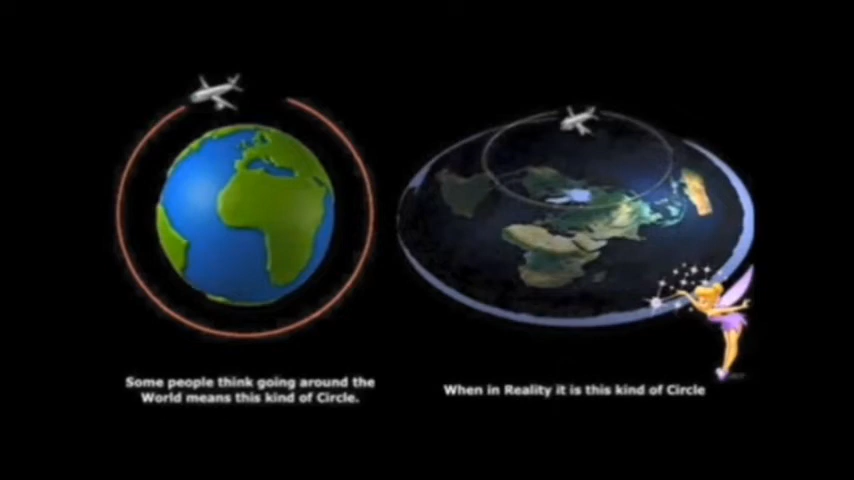 Some people think going around the
World means this kind of Circle.
When in Reality it is this kind of Circle